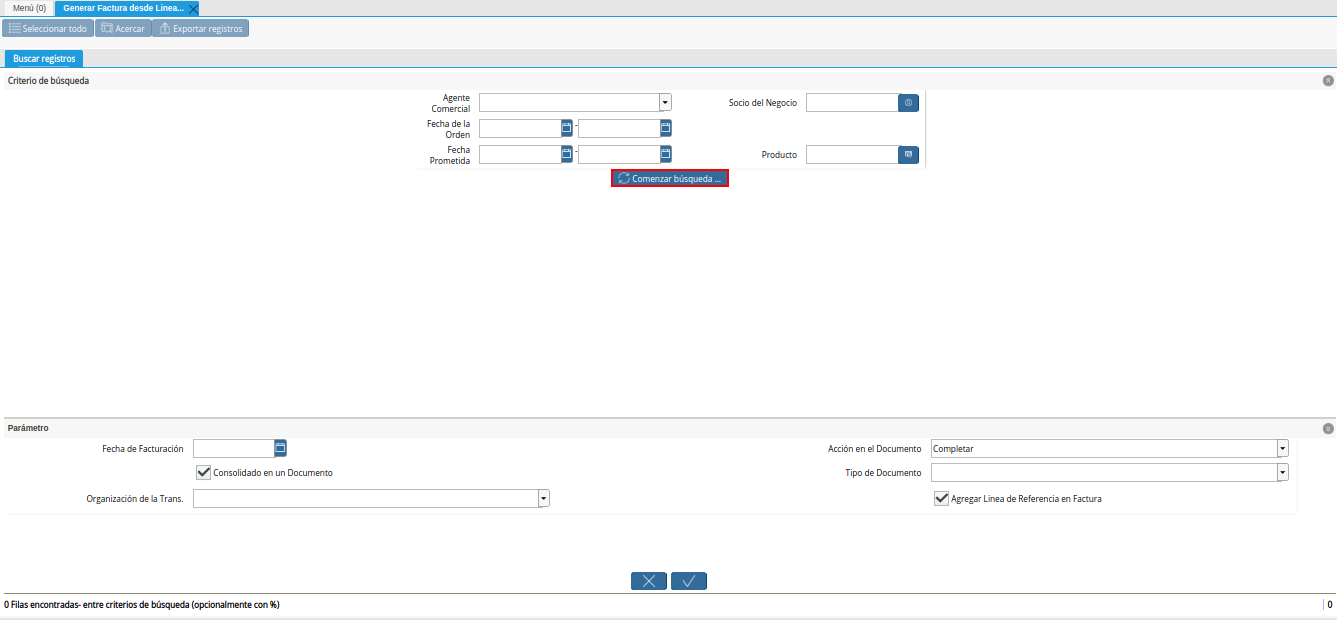 Menú (0) Generar Factura desde Línea...
Seleccionar todo Acercar Exportar registros
Buscar registros
Criterio de búsqueda
Agente Comercial Socio del Negocio
Fecha de la Orden -
Fecha Prometida - Producto
Comenzar búsqueda ...
Parámetro
Fecha de Facturación Acción en el Documento Completar
Consolidado en un Documento Tipo de Documento
Organización de la Trans. Agregar Linea de Referencia en Factura
0 Filas encontradas- entre criterios de búsqueda (opcionalmente con %) 0